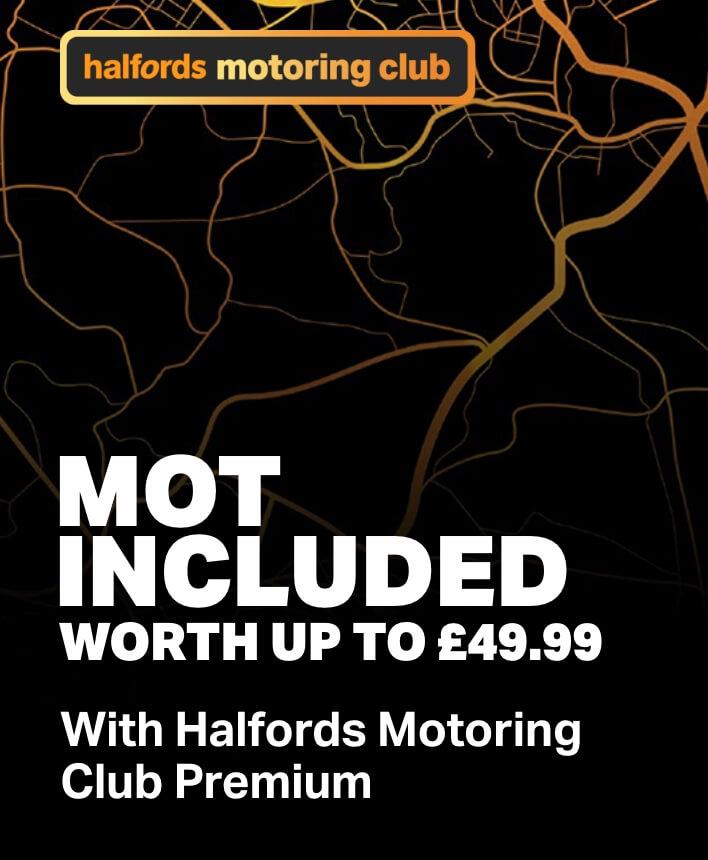 halfords motoring club
MOT
INCLUDED
WORTH UP TO £49.99
With Halfords Motoring
Club Premium